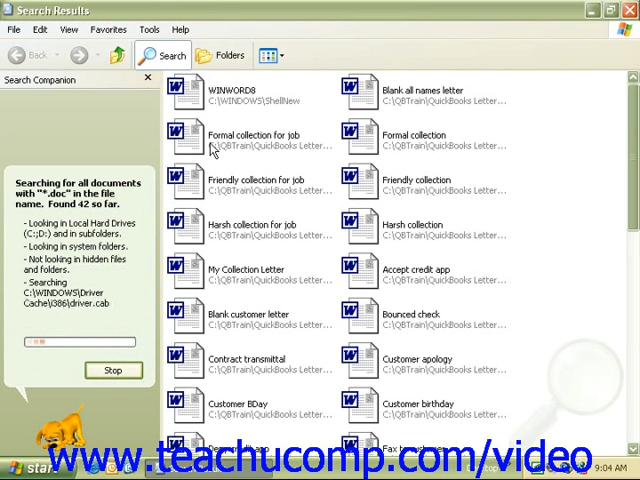 Search Results
File Edit View Favorites Tools Help
Back Search Folders
Search Companion
Searching for all documents
with "*.doc" in the file
name. Found 42 so far.
- Looking in Local Hard Drives
(C:;D:) and in subfolders.
- Looking in system folders.
- Not looking in hidden files
and folders.
- Searching
C:\WINDOWS\Driver
Cache\i386\driver.cab
Stop
WINWORD8
C:\WINDOWS\ShellNew
Blank all names letter
C:\QBTrain\QuickBooks Letter...
Formal collection for job
C:\QBTrain\QuickBooks Letter...
Formal collection
C:\QBTrain\QuickBooks Letter...
Friendly collection for job
C:\QBTrain\QuickBooks Letter...
Friendly collection
C:\QBTrain\QuickBooks Letter...
Harsh collection for job
C:\QBTrain\QuickBooks Letter...
Harsh collection
C:\QBTrain\QuickBooks Letter...
My Collection Letter
C:\QBTrain\QuickBooks Letter...
Accept credit app
C:\QBTrain\QuickBooks Letter...
Blank customer letter
C:\QBTrain\QuickBooks Letter...
Bounced check
C:\QBTrain\QuickBooks Letter...
Contract transmittal
C:\QBTrain\QuickBooks Letter...
Customer apology
C:\QBTrain\QuickBooks Letter...
Customer BDay
C:\QBTrain\QuickBooks Letter...
Customer birthday
C:\QBTrain\QuickBooks Letter...
www.teachucomp.com/video
start
9:04 AM